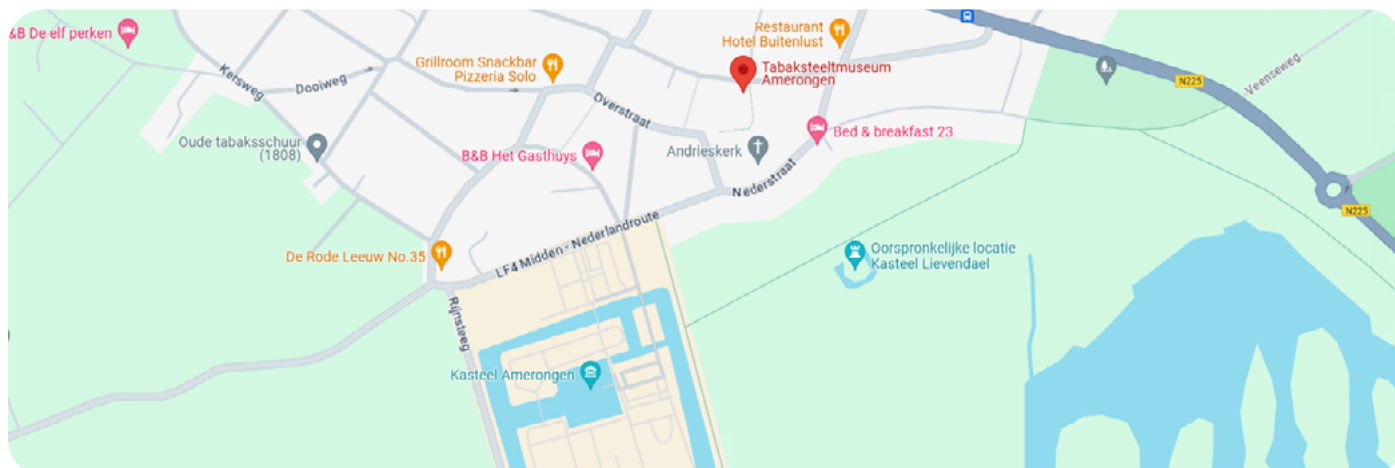 &B De elf perken
Restaurant
Hotel Buitenlust
Grillroom Snackbar
Pizzeria Solo
Tabaksteeltmuseum
Amerongen
N225
Veenseweg
Kersweg
Dooiweg
Overstraat
Oude tabaksschuur
(1808)
B&B Het Gasthuys
Andrieskerk
Bed & breakfast 23
Nederstraat
N225
LF4 Midden - Nederlandroute
De Rode Leeuw No.35
Oorspronkelijke locatie
Kasteel Lievendael
Rijnsteeg
Kasteel Amerongen